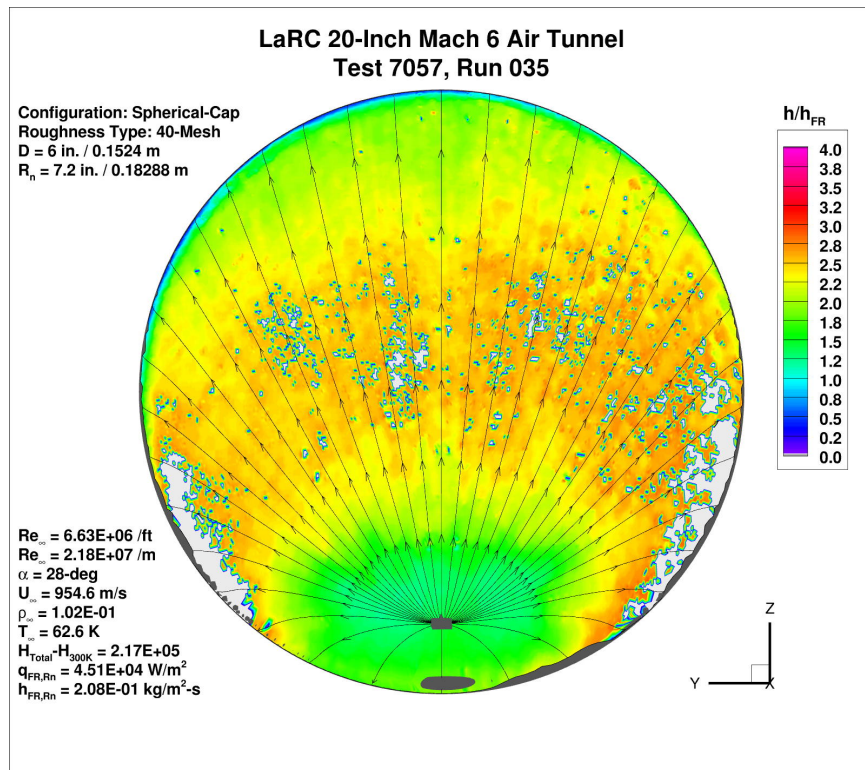 LaRC 20-Inch Mach 6 Air Tunnel
Test 7057, Run 035
Configuration: Spherical-Cap
Roughness Type: 40-Mesh
D = 6 in. / 0.1524 m
Rn = 7.2 in. / 0.18288 m
h/hFR
4.0
3.8
3.5
3.2
3.0
2.8
2.5
2.2
2.0
1.8
1.5
1.2
1.0
0.8
0.5
0.2
0.0
Re∞ = 6.63E+06 /ft
Re∞ = 2.18E+07 /m
α = 28-deg
U∞ = 954.6 m/s
ρ∞ = 1.02E-01
T∞ = 62.6 K
HTotal-H300K = 2.17E+05
qFR,Rn = 4.51E+04 W/m²
hFR,Rn = 2.08E-01 kg/m²-s
Z
Y
X